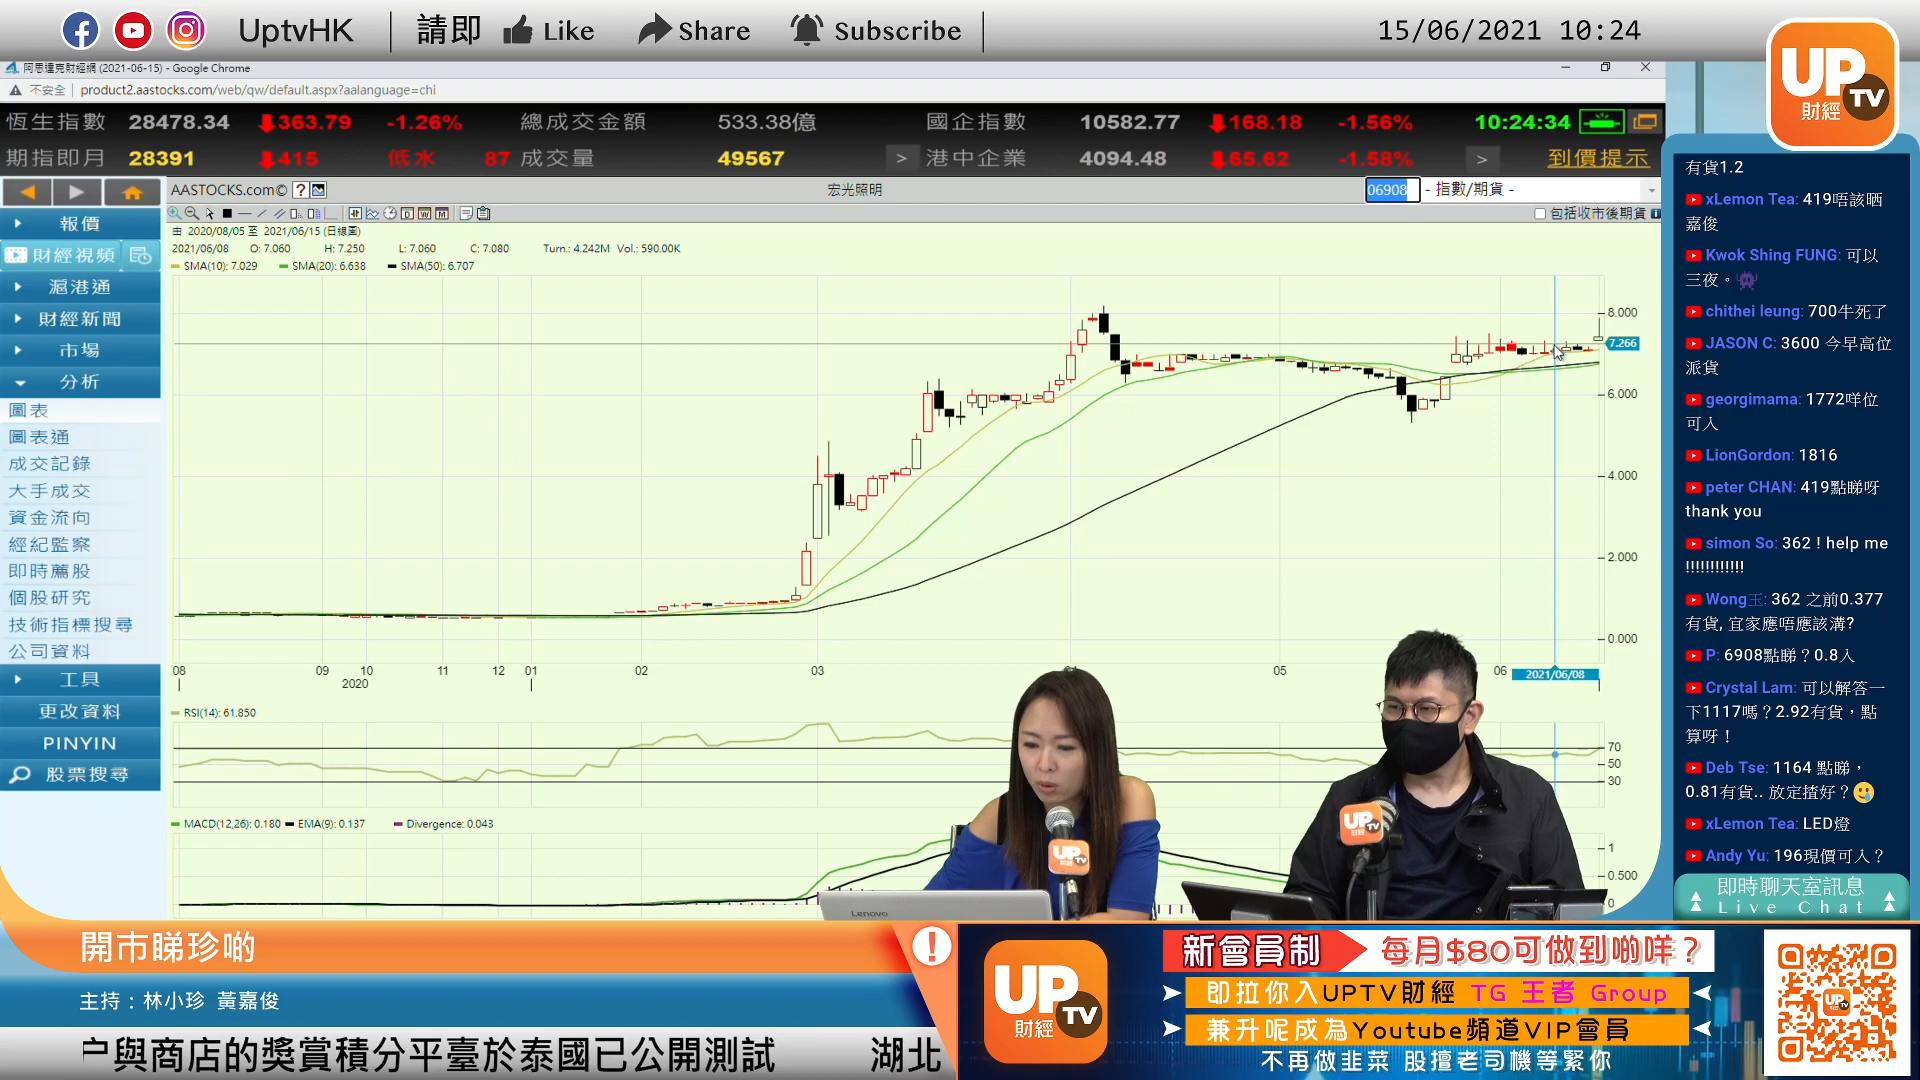 UptvHK
請即
Like
Share
Subscribe
15/06/2021 10:24
UP TV 財經
阿思達克財經網 (2021-06-15) - Google Chrome
不安全 | product2.aastocks.com/web/qw/default.aspx?aalanguage=chi
恆生指數 28478.34 363.79 -1.26% 總成交金額 533.38億 國企指數 10582.77 168.18 -1.56% 10:24:34
期指即月 28391 415 低水 87 成交量 49567 > 港中企業 4094.48 65.62 -1.58% > 到價提示
AASTOCKS.com© ? 宏光照明 06908 - 指數/期貨 -
包括收市後期貨
由 2020/08/05 至 2021/06/15 (日線圖)
2021/06/08 O: 7.060 H: 7.250 L: 7.060 C: 7.080 Turn.: 4.242M Vol.: 590.00K
SMA(10): 7.029 SMA(20): 6.638 SMA(50): 6.707
報價
財經視頻
滬港通
財經新聞
市場
分析
圖表
圖表通
成交記錄
大手成交
資金流向
經紀監察
即時薦股
個股研究
技術指標搜尋
公司資料
工具
更改資料
PINYIN
股票搜尋
8.000
7.266
6.000
4.000
2.000
0.000
08 09 10 11 12 01 02 03 05 06
2020
2021/06/08
RSI(14): 61.850
70
50
30
MACD(12,26): 0.180 EMA(9): 0.137 Divergence: 0.043
1
0.500
0
有貨1.2
xLemon Tea: 419唔該晒
嘉俊
Kwok Shing FUNG: 可以
三夜。
chithei leung: 700牛死了
JASON C: 3600 今早高位
派貨
georgimama: 1772咩位
可入
LionGordon: 1816
peter CHAN: 419點睇呀
thank you
simon So: 362 ! help me
!!!!!!!!!!!!
Wong玉: 362 之前0.377
有貨, 宜家應唔應該溝?
P: 6908點睇？0.8入
Crystal Lam: 可以解答一
下1117嗎？2.92有貨，點
算呀！
Deb Tse: 1164 點睇，
0.81有貨.. 放定揸好？
xLemon Tea: LED燈
Andy Yu: 196現價可入？
即時聊天室訊息
Live Chat
Lenovo
UP TV 財經
UP TV
開市睇珍啲
主持：林小珍 黃嘉俊
户与商店的獎賞積分平臺於泰國已公開測試 湖北
!
UP TV 財經
新會員制 每月$80可做到啲咩？
即拉你入UPTV財經 TG 王者 Group
兼升呢成為Youtube頻道VIP會員
不再做韭菜 股擅老司機等緊你
UP TV